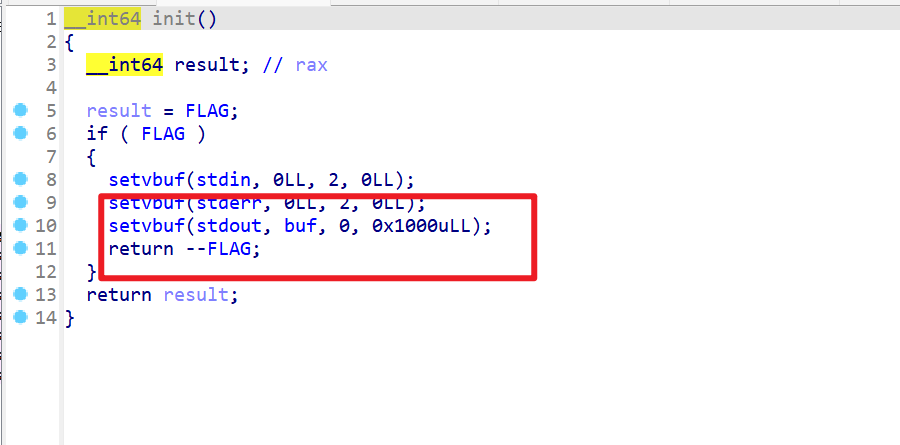 1 __int64 init()
2 {
3 __int64 result; // rax
4
5 result = FLAG;
6 if ( FLAG )
7 {
8 setvbuf(stdin, 0LL, 2, 0LL);
9 setvbuf(stderr, 0LL, 2, 0LL);
10 setvbuf(stdout, buf, 0, 0x1000uLL);
11 return --FLAG;
12 }
13 return result;
14 }